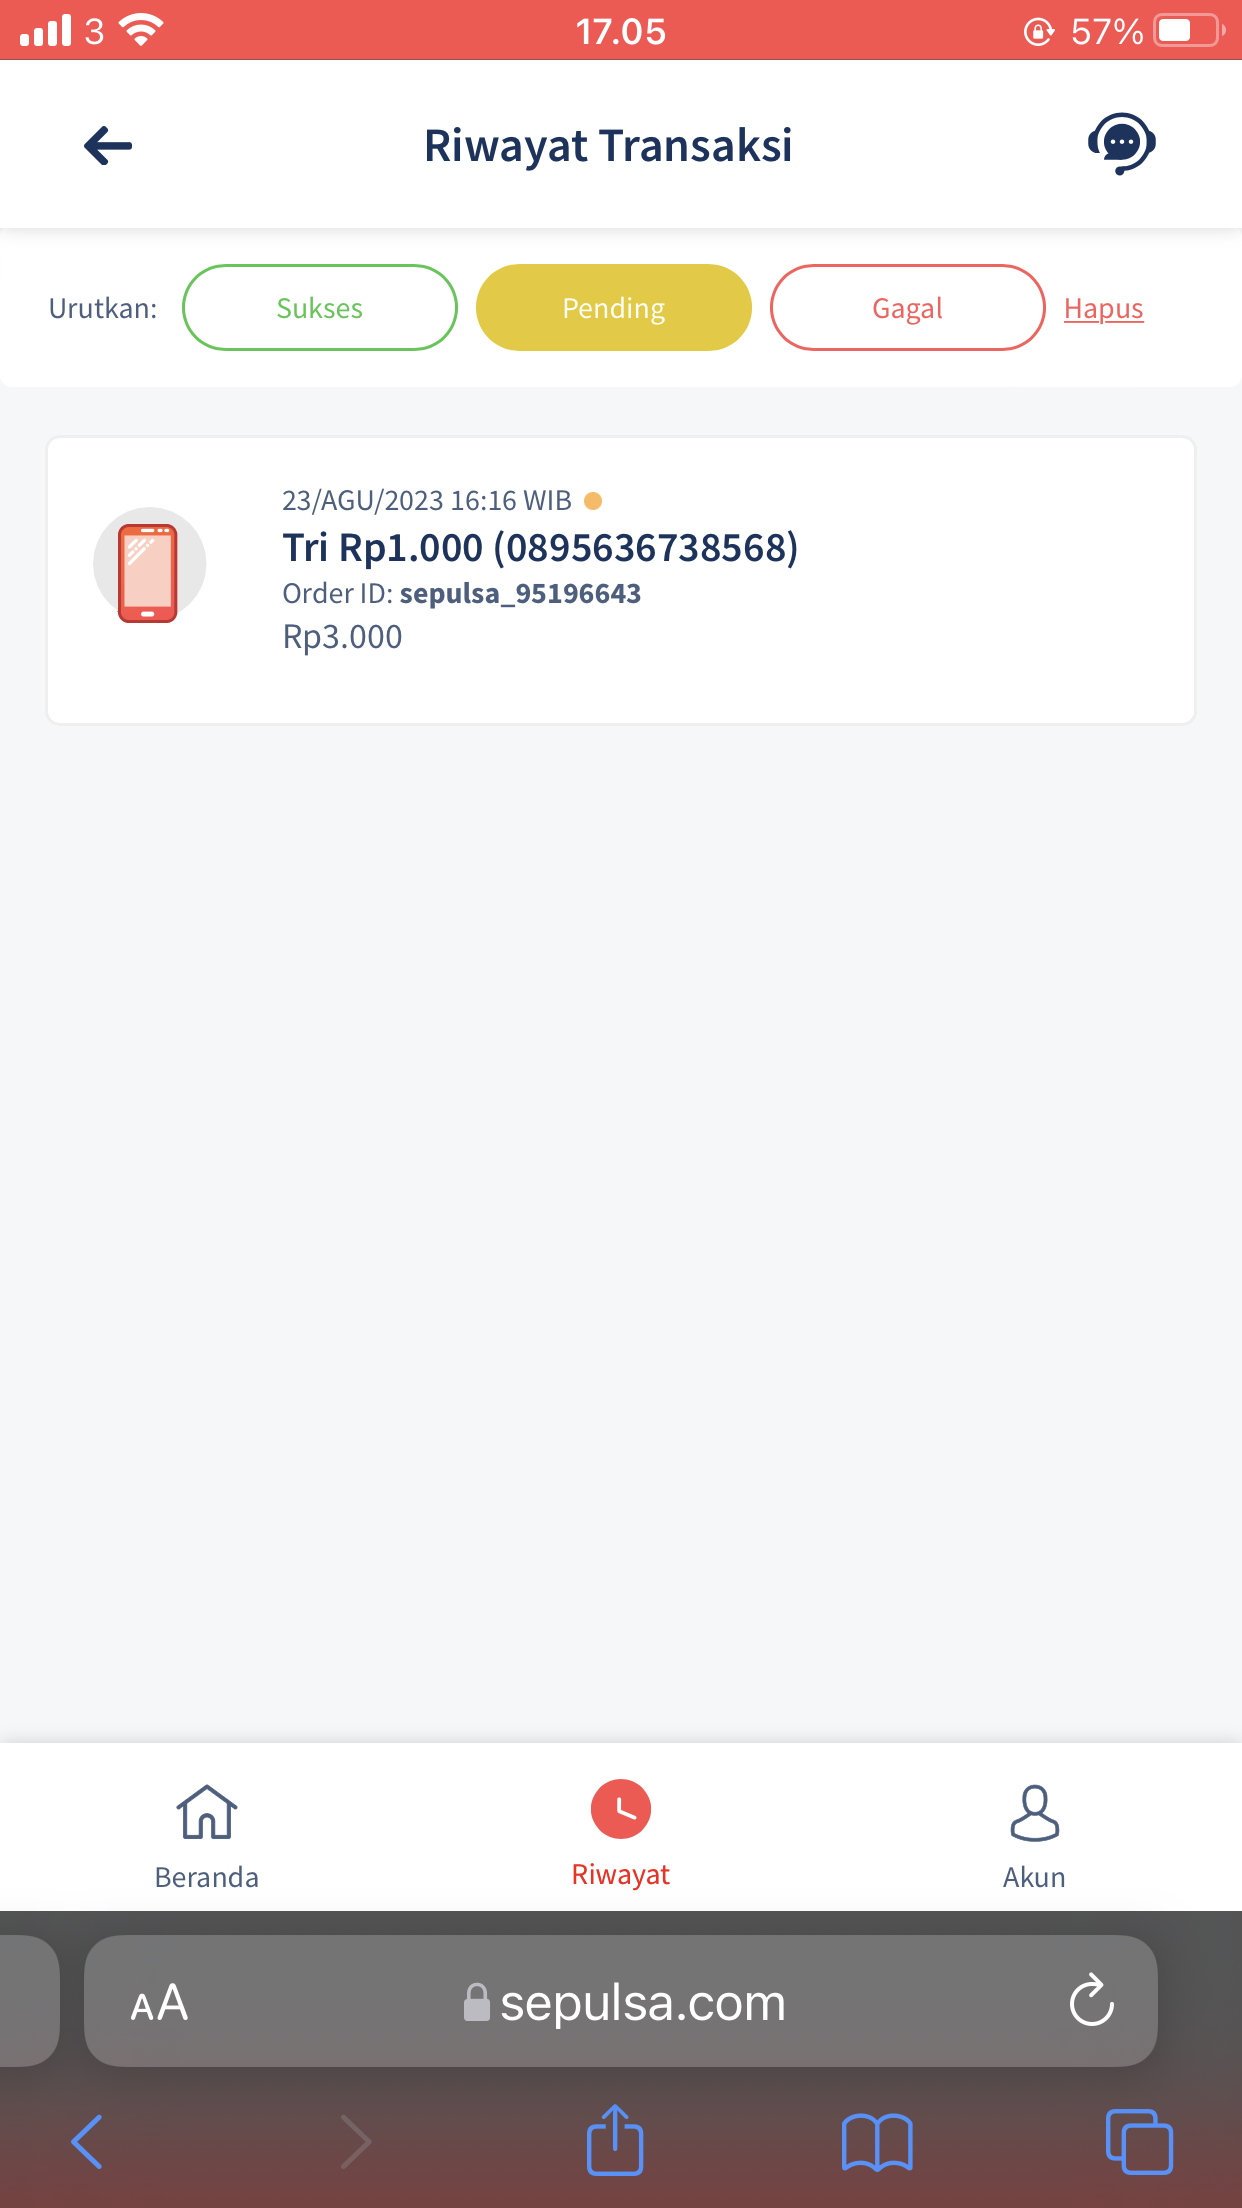 3 17.05 57%
Riwayat Transaksi
Urutkan: Sukses Pending Gagal Hapus
23/AGU/2023 16:16 WIB
Tri Rp1.000 (0895636738568)
Order ID: sepulsa_95196643
Rp3.000
Beranda Riwayat Akun
AA sepulsa.com